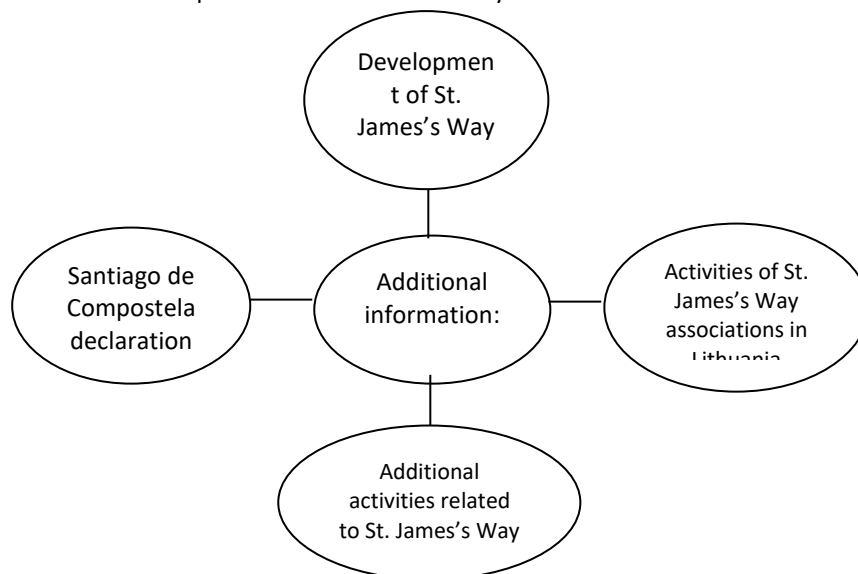 Developmen
t of St.
James's Way
Santiago de
Compostela
declaration
Additional
information:
Activities of St.
James's Way
associations in
Lithuania
Additional
activities related
to St. James's Way